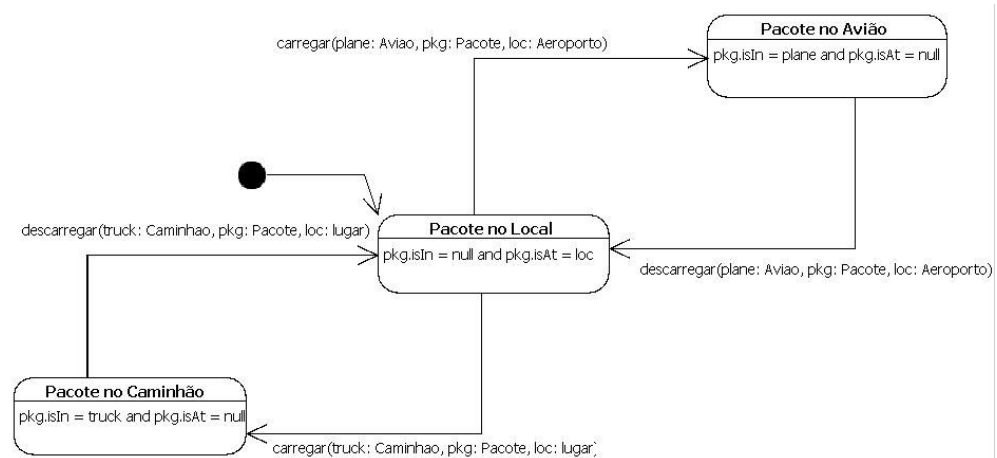 Pacote no Avião
carregar(plane: Aviao, pkg: Pacote, loc: Aeroporto)
pkg.isIn = plane and pkg.isAt = null
Pacote no Local
descarregar(truck: Caminhao, pkg: Pacote, loc: lugar)
pkg.isIn = null and pkg.isAt = loc
descarregar(plane: Aviao, pkg: Pacote, loc: Aeroporto)
Pacote no Caminhão
pkg.isIn = truck and pkg.isAt = null
carregar(truck: Caminhao, pkg: Pacote, loc: lugar)